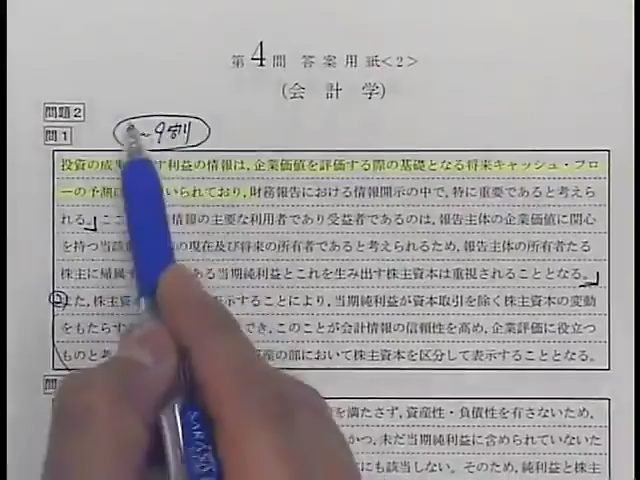 第4問 答案用紙<2>
(会計学)
問題2
問1
~9割
投資の成 す利益の情報は,企業価値を評価する際の基礎となる将来キャッシュ・フロ
ーの予測 いられており,財務報告における情報開示の中で,特に重要であると考えら
れる。ここ 情報の主要な利用者であり受益者であるのは,報告主体の企業価値に関心
を持つ当該 の現在及び将来の所有者であると考えられるため,報告主体の所有者たる
株主に帰属 ある当期純利益とこれを生み出す株主資本は重視されることとなる。
また,株主資 表示することにより,当期純利益が資本取引を除く株主資本の変動
をもたらす でき,このことが会計情報の信頼性を高め,企業評価に役立つ
ものと考 産の部において株主資本を区分して表示することとなる。
問
を満たさず,資産性・負債性を有さないため,
かつ,未だ当期純利益に含められていないた
にも該当しない。そのため,純利益と株主
SARASA